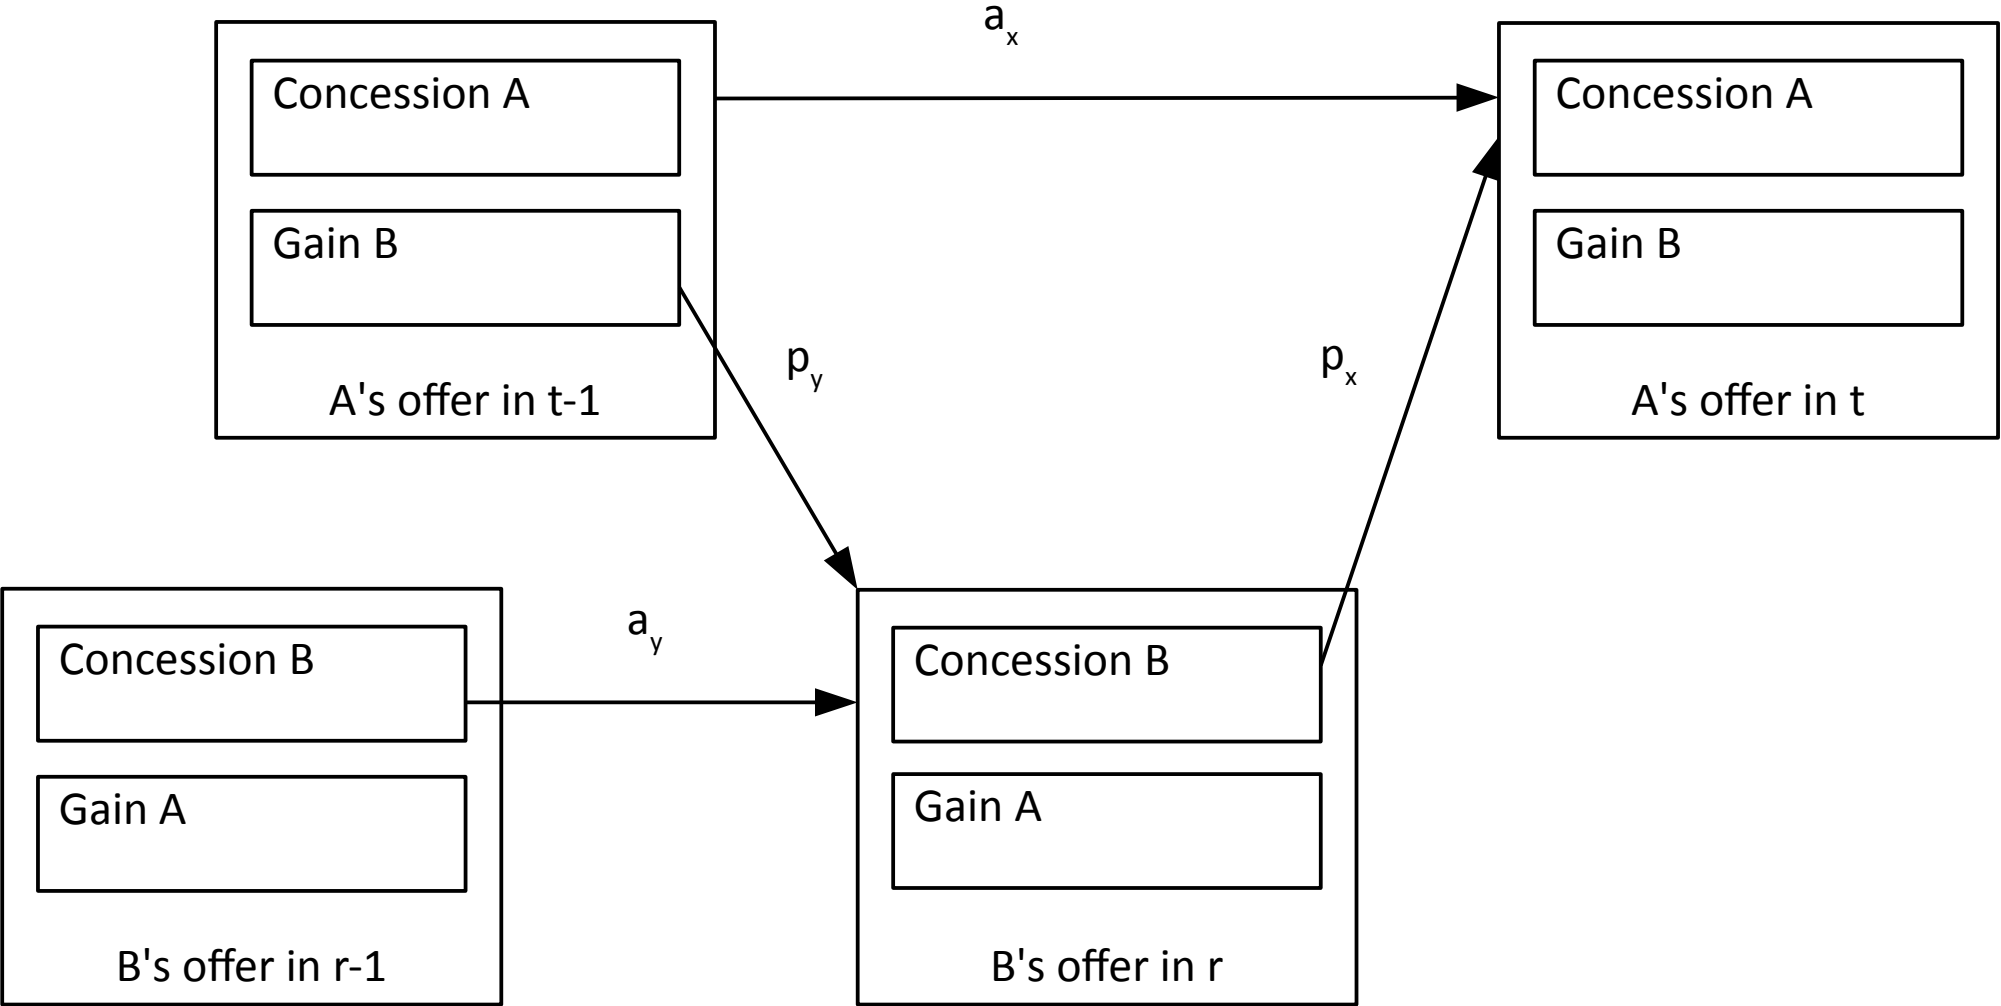 a_x
Concession A
Gain B
A's offer in t-1
Concession A
Gain B
A's offer in t
p_y
p_x
a_y
Concession B
Gain A
B's offer in r-1
Concession B
Gain A
B's offer in r